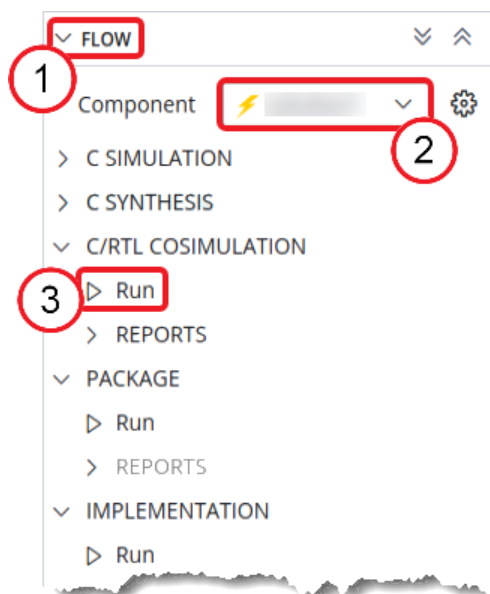 FLOW
1
Component
2
C SIMULATION
C SYNTHESIS
C/RTL COSIMULATION
3 Run
REPORTS
PACKAGE
Run
REPORTS
IMPLEMENTATION
Run